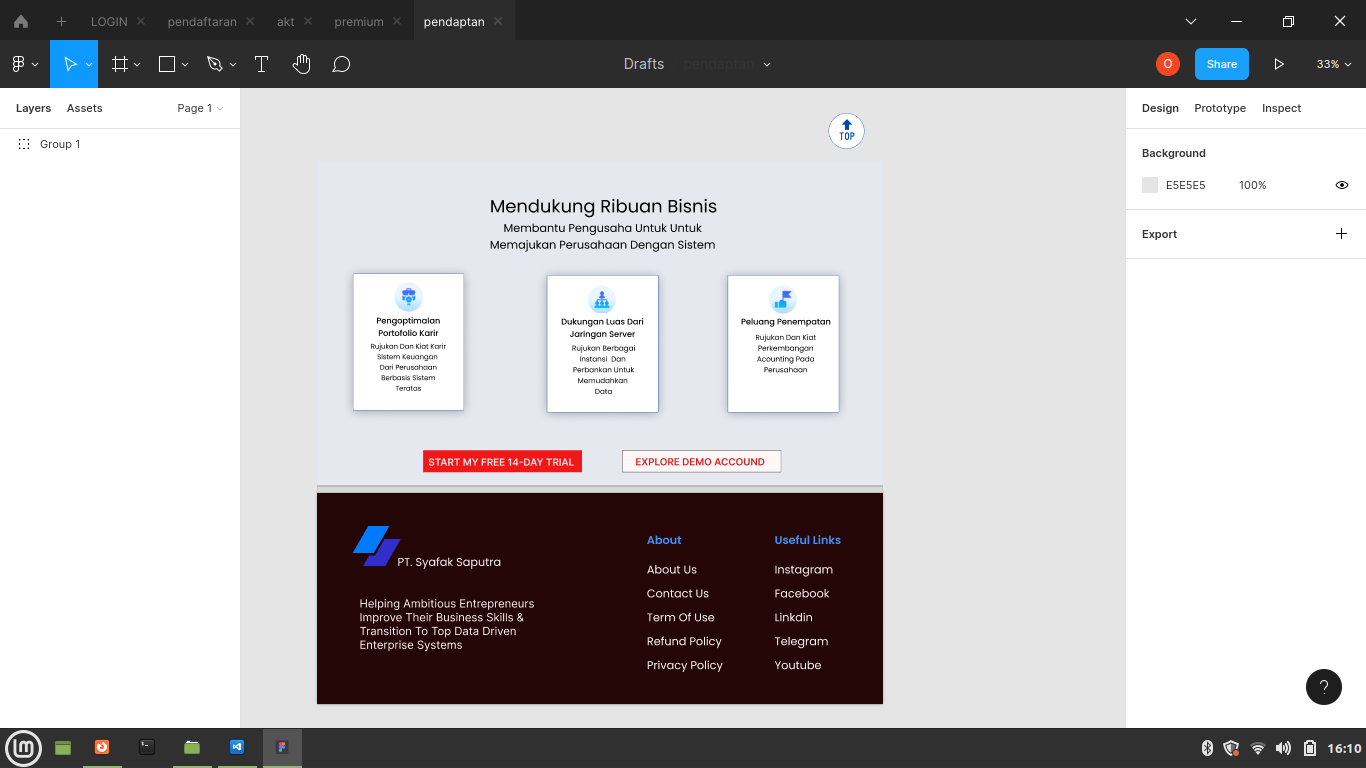 LOGIN
pendaftaran
akt
premium
pendaptan
Drafts
pendaptan
O
Share
33%
Layers
Assets
Page 1
Design
Prototype
Inspect
Group 1
Background
E5E5E5
100%
Export
TOP
Mendukung Ribuan Bisnis
Membantu Pengusaha Untuk Untuk
Memajukan Perusahaan Dengan Sistem
Pengoptimalan
Portofolio Karir
Rujukan Dan Kiat Karir
Sistem Keuangan
Dari Perusahaan
Berbasis Sistem
Teratas
Dukungan Luas Dari
Jaringan Server
Rujukan Berbagai
Instansi Dan
Perbankan Untuk
Memudahkan
Data
Peluang Penempatan
Rujukan Dan Kiat
Perkembangan
Acounting Pada
Perusahaan
START MY FREE 14-DAY TRIAL
EXPLORE DEMO ACCOUND
PT. Syafak Saputra
Helping Ambitious Entrepreneurs
Improve Their Business Skills &
Transition To Top Data Driven
Enterprise Systems
About
About Us
Contact Us
Term Of Use
Refund Policy
Privacy Policy
Useful Links
Instagram
Facebook
Linkdin
Telegram
Youtube
?
16:10